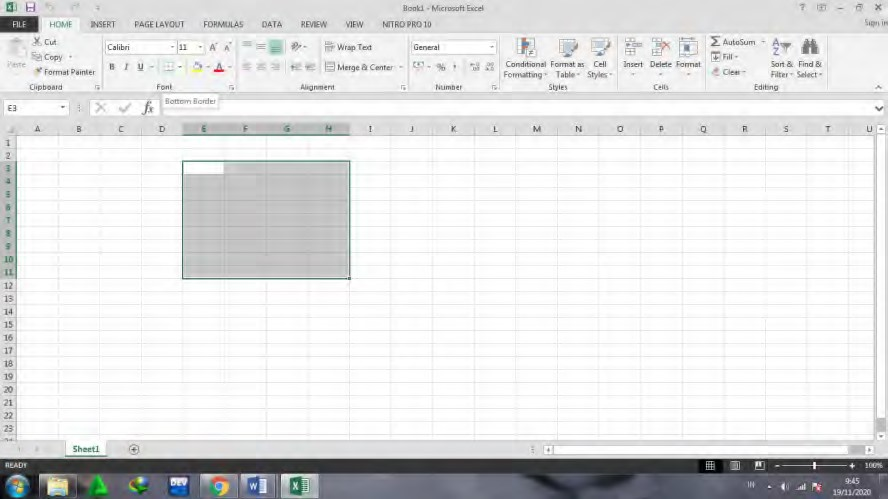 Book1 - Microsoft Excel
FILE HOME INSERT PAGE LAYOUT FORMULAS DATA REVIEW VIEW NITRO PRO 10 Sign in
Cut
Copy
Format Painter
Paste
Clipboard
Calibri 11 A A
B I U A
Font
Wrap Text
Merge & Center
Alignment
General
%
Number
Conditional Formatting
Format as Table
Cell Styles
Styles
Insert Delete Format
Cells
AutoSum
Fill
Clear
Sort & Filter
Find & Select
Editing
E3 fx
Bottom Border
A B C D E F G H I J K L M N O P Q R S T U
1
2
3
4
5
6
7
8
9
10
11
12
13
14
15
16
17
18
19
20
21
22
23
Sheet1
READY 100%
DEV
IN 9:45
19/11/2020